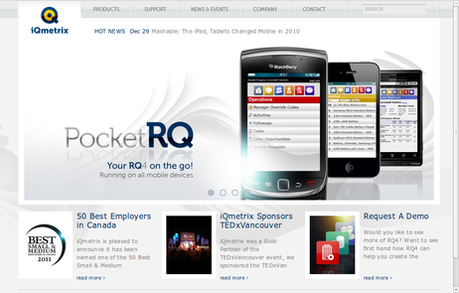 PRODUCTS SUPPORT NEWS & EVENTS COMPANY CONTACT SEARCH
iQmetrix
HOT NEWS Dec 29 Mashable: The iPad, Tablets Changed Mobile in 2010
BlackBerry
AT&T
Operations
Manager Override Codes
Activities
Followups
Tasks
PocketRQ
Your RQ4 on the go!
Running on all mobile devices
50 Best Employers
in Canada
iQmetrix is pleased to
announce it has been
named one of the 50 Best
Small & Medium
read more ›
BEST
SMALL &
MEDIUM
2011
iQmetrix Sponsors
TEDxVancouver
iQmetrix was a Gold
Partner of the
TEDxVancouver event, we
sponsored the TEDxVan
read more ›
Request A Demo
Would you like to see
more of RQ4? Want to see
first hand how RQ4 can
help you create the
read more ›